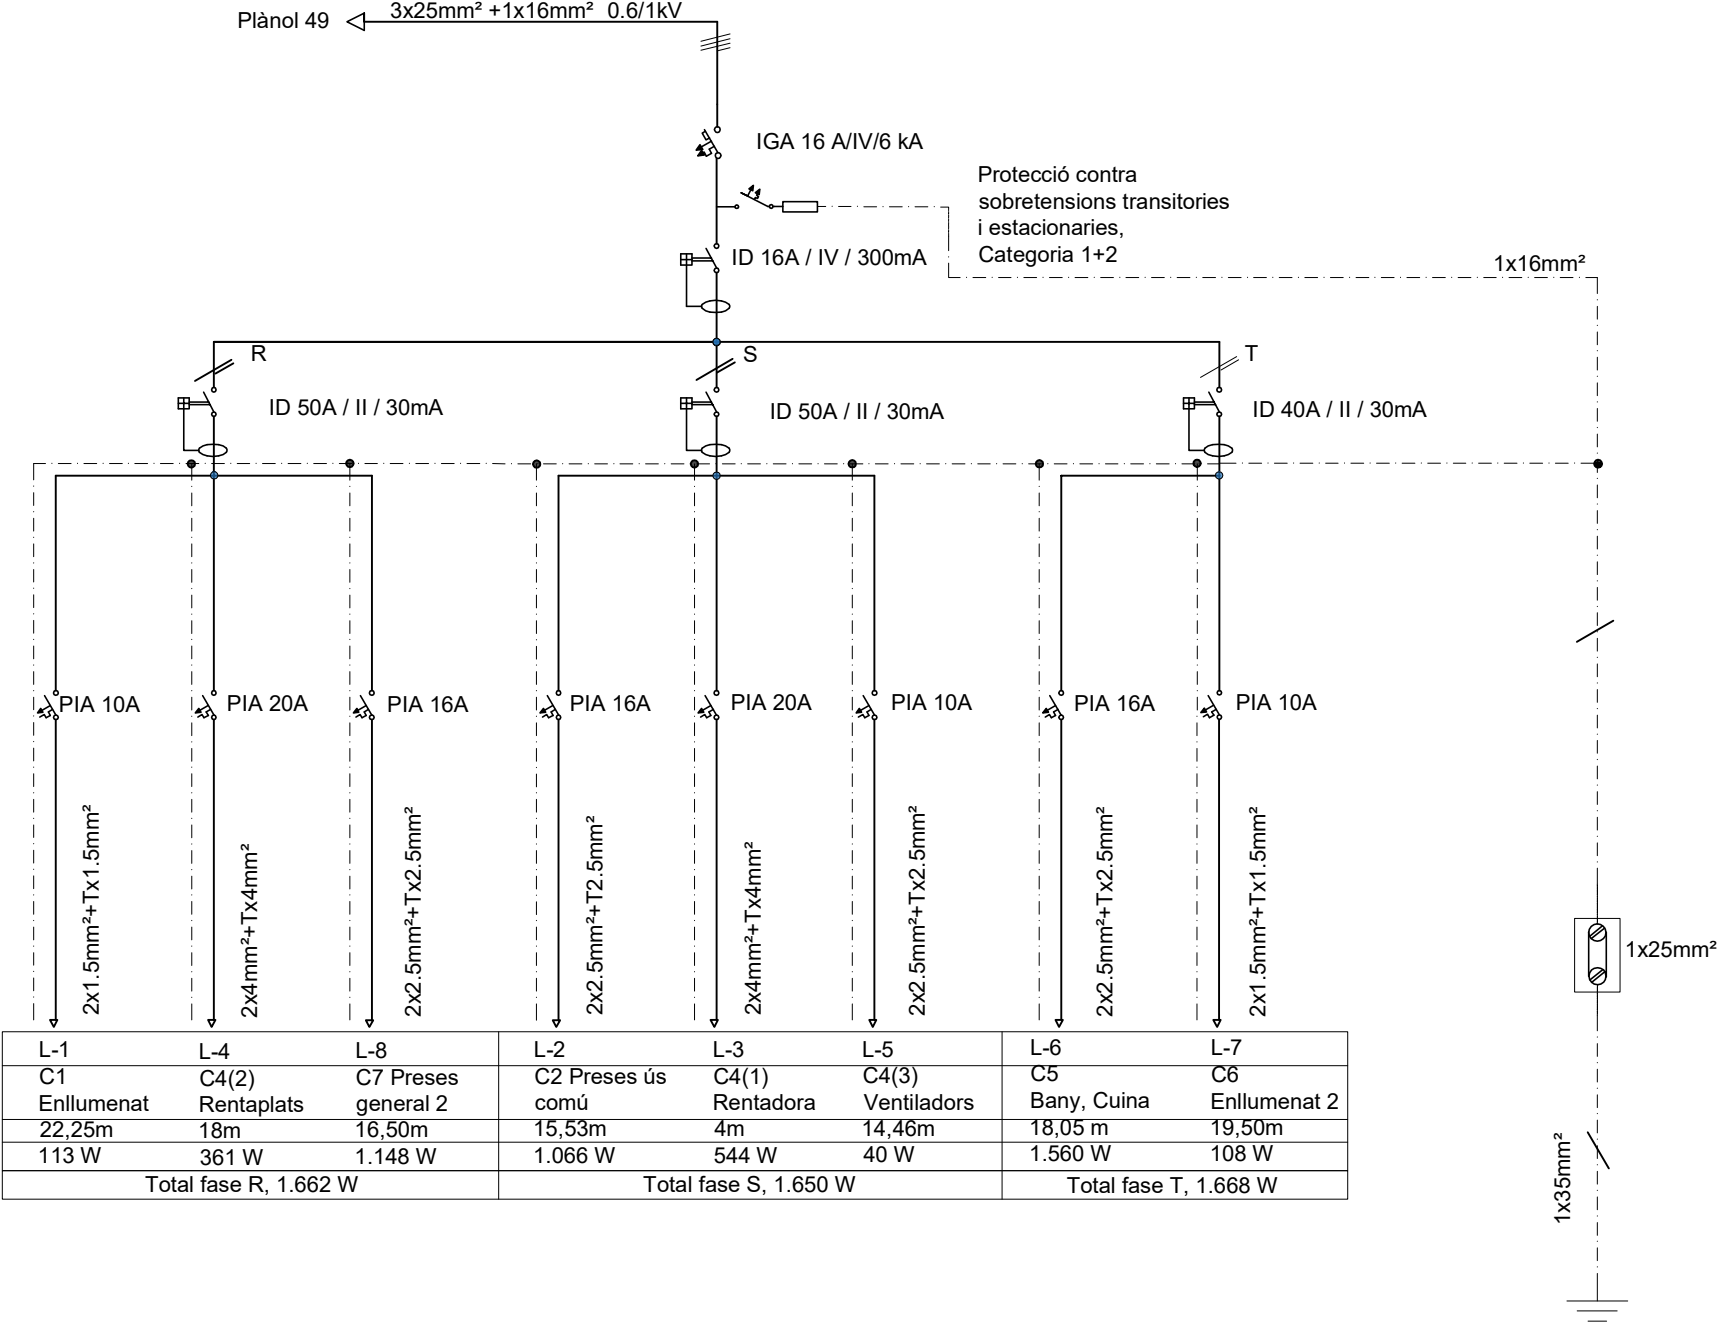 Plànol 49
3x25mm² +1x16mm² 0.6/1kV
IGA 16 A/IV/6 kA
Protecció contra
sobretensions transitories
i estacionaries,
Categoria 1+2
ID 16A / IV / 300mA
1x16mm²
R
S
T
ID 50A / II / 30mA
ID 50A / II / 30mA
ID 40A / II / 30mA
PIA 10A
PIA 20A
PIA 16A
PIA 16A
PIA 20A
PIA 10A
PIA 16A
PIA 10A
2x1.5mm²+Tx1.5mm²
2x4mm²+Tx4mm²
2x2.5mm²+Tx2.5mm²
2x2.5mm²+T2.5mm²
2x4mm²+Tx4mm²
2x2.5mm²+Tx2.5mm²
2x2.5mm²+Tx2.5mm²
2x1.5mm²+Tx1.5mm²
1x25mm²
1x35mm²
L-1
L-4
L-8
L-2
L-3
L-5
L-6
L-7
C1
Enllumenat
C4(2)
Rentaplats
C7 Preses
general 2
C2 Preses ús
comú
C4(1)
Rentadora
C4(3)
Ventiladors
C5
Bany, Cuina
C6
Enllumenat 2
22,25m
18m
16,50m
15,53m
4m
14,46m
18,05 m
19,50m
113 W
361 W
1.148 W
1.066 W
544 W
40 W
1.560 W
108 W
Total fase R, 1.662 W
Total fase S, 1.650 W
Total fase T, 1.668 W